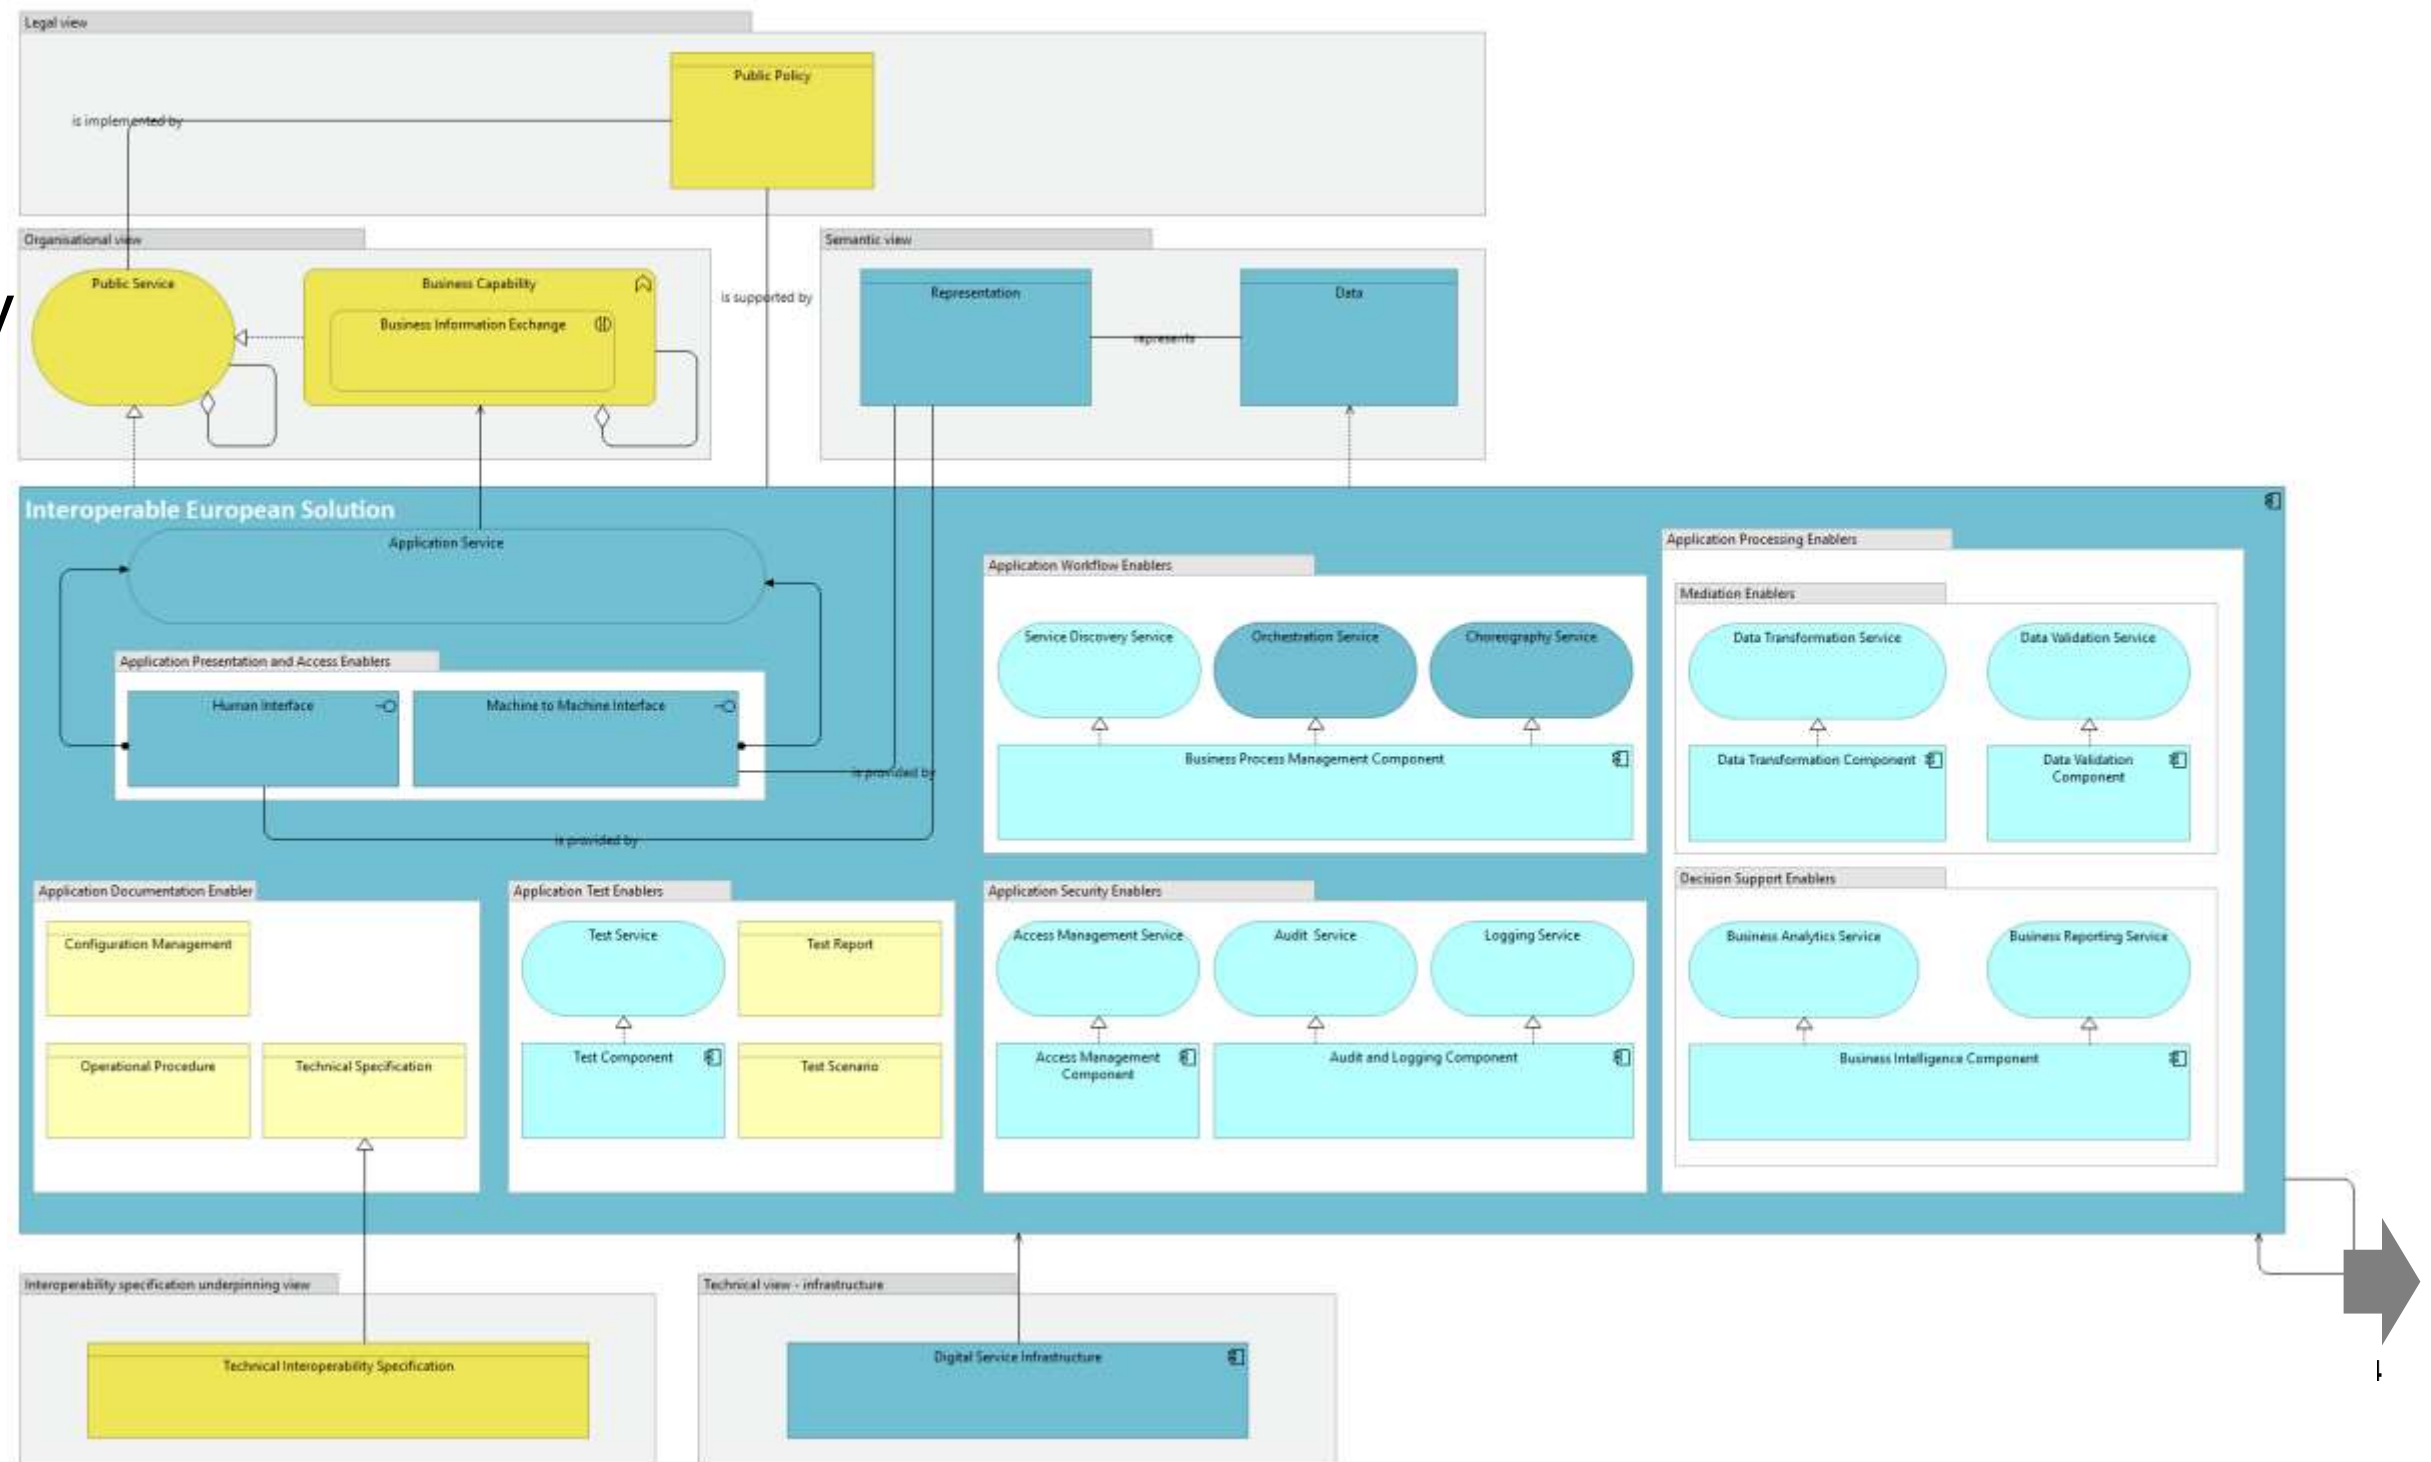 Legal view
Public Policy
is implemented by
Organisational view
Public Service
Business Capability
Business Information Exchange
is supported by
Semantic view
Representation
Data
represents
Interoperable European Solution
Application Service
Application Presentation and Access Enablers
Human Interface
Machine to Machine Interface
is provided by
is provided by
Application Workflow Enablers
Service Discovery Service
Orchestration Service
Choreography Service
Business Process Management Component
Application Processing Enablers
Mediation Enablers
Data Transformation Service
Data Validation Service
Data Transformation Component
Data Validation
Component
Application Documentation Enabler
Configuration Management
Operational Procedure
Technical Specification
Application Test Enablers
Test Service
Test Report
Test Component
Test Scenario
Application Security Enablers
Access Management Service
Audit Service
Logging Service
Access Management
Component
Audit and Logging Component
Decision Support Enablers
Business Analytics Service
Business Reporting Service
Business Intelligence Component
Interoperability specification underpinning view
Technical Interoperability Specification
Technical view - infrastructure
Digital Service Infrastructure